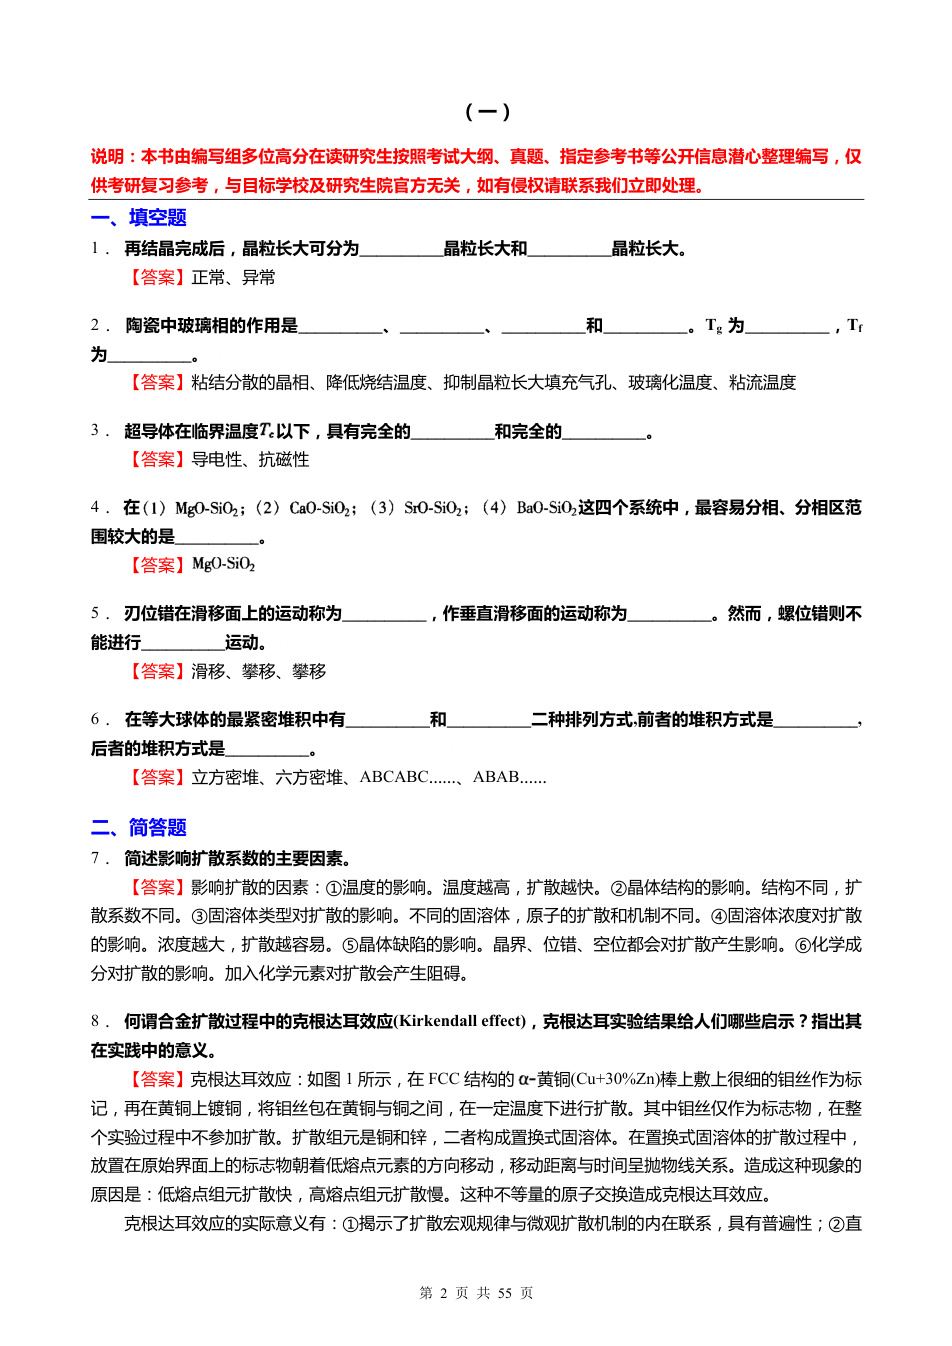 （一）
说明：本书由编写组多位高分在读研究生按照考试大纲、真题、指定参考书等公开信息潜心整理编写，仅
供考研复习参考，与目标学校及研究生院官方无关，如有侵权请联系我们立即处理。
一、填空题
1． 再结晶完成后，晶粒长大可分为__________晶粒长大和__________晶粒长大。
【答案】正常、异常
2． 陶瓷中玻璃相的作用是__________、__________、__________和__________。Tg 为__________，Tf
为__________。
【答案】粘结分散的晶相、降低烧结温度、抑制晶粒长大填充气孔、玻璃化温度、粘流温度
3． 超导体在临界温度Tc以下，具有完全的__________和完全的__________。
【答案】导电性、抗磁性
4． 在（1）MgO-SiO2；（2）CaO-SiO2；（3）SrO-SiO2；（4）BaO-SiO2这四个系统中，最容易分相、分相区范
围较大的是__________。
【答案】MgO-SiO2
5． 刃位错在滑移面上的运动称为__________，作垂直滑移面的运动称为__________。然而，螺位错则不
能进行__________运动。
【答案】滑移、攀移、攀移
6． 在等大球体的最紧密堆积中有__________和__________二种排列方式,前者的堆积方式是__________,
后者的堆积方式是__________。
【答案】立方密堆、六方密堆、ABCABC......、ABAB......
二、简答题
7． 简述影响扩散系数的主要因素。
【答案】影响扩散的因素：①温度的影响。温度越高，扩散越快。②晶体结构的影响。结构不同，扩
散系数不同。③固溶体类型对扩散的影响。不同的固溶体，原子的扩散和机制不同。④固溶体浓度对扩散
的影响。浓度越大，扩散越容易。⑤晶体缺陷的影响。晶界、位错、空位都会对扩散产生影响。⑥化学成
分对扩散的影响。加入化学元素对扩散会产生阻碍。
8． 何谓合金扩散过程中的克根达耳效应(Kirkendall effect)，克根达耳实验结果给人们哪些启示？指出其
在实践中的意义。
【答案】克根达耳效应：如图 1 所示，在 FCC 结构的 α-黄铜(Cu+30%Zn)棒上敷上很细的钼丝作为标
记，再在黄铜上镀铜，将钼丝包在黄铜与铜之间，在一定温度下进行扩散。其中钼丝仅作为标志物，在整
个实验过程中不参加扩散。扩散组元是铜和锌，二者构成置换式固溶体。在置换式固溶体的扩散过程中，
放置在原始界面上的标志物朝着低熔点元素的方向移动，移动距离与时间呈抛物线关系。造成这种现象的
原因是：低熔点组元扩散快，高熔点组元扩散慢。这种不等量的原子交换造成克根达耳效应。
克根达耳效应的实际意义有：①揭示了扩散宏观规律与微观扩散机制的内在联系，具有普遍性；②直
第 2 页 共 55 页